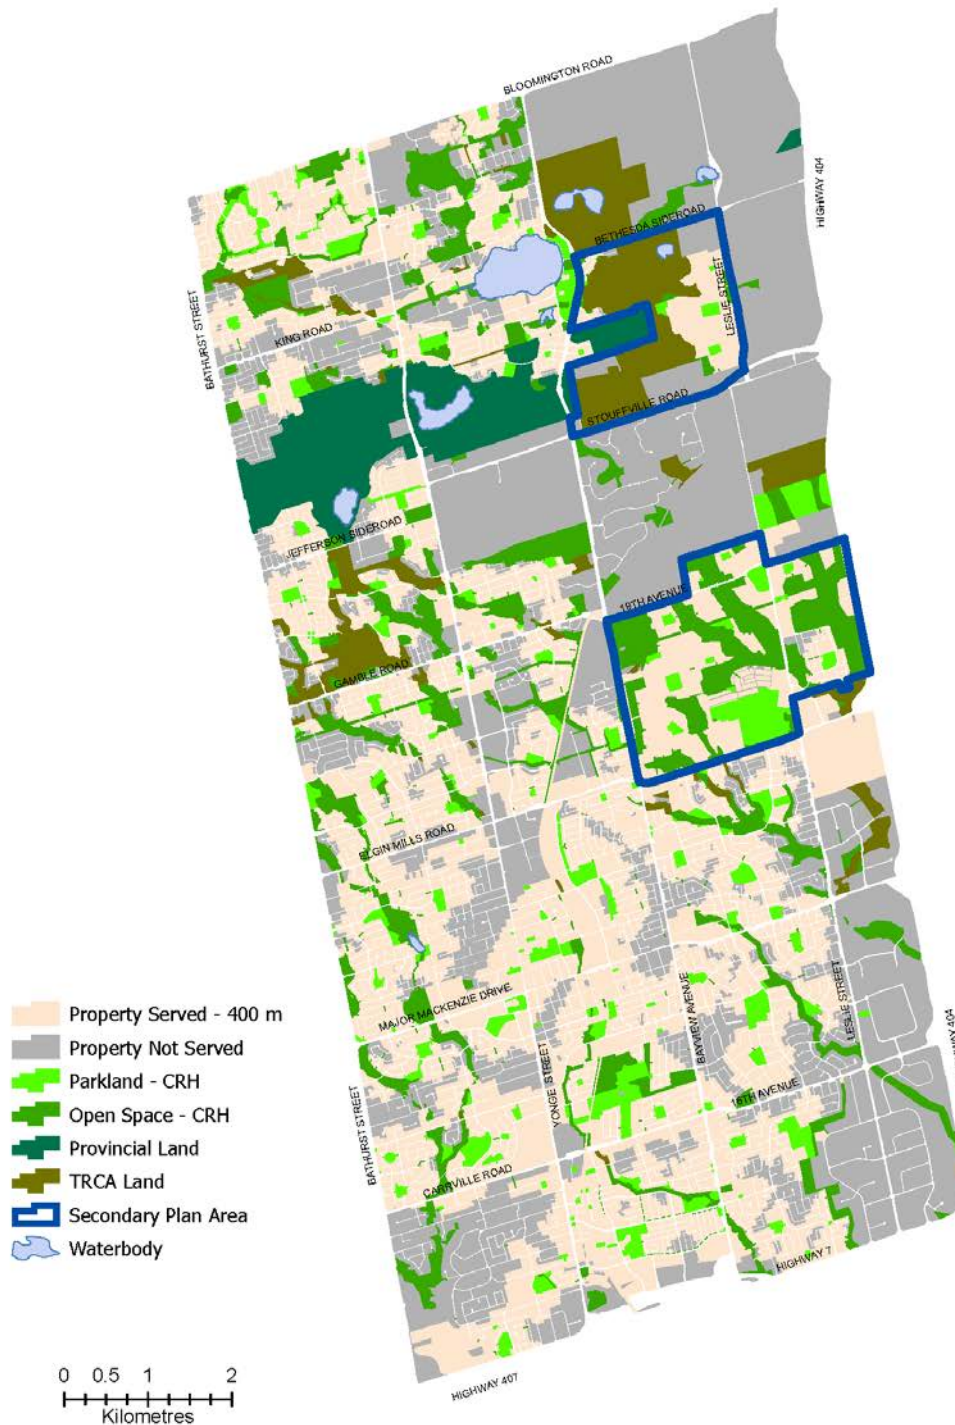 BLOOMINGTON ROAD
HIGHWAY 404
BETHESDA SIDEROAD
LESLIE STREET
BATHURST STREET
KING ROAD
STOUFFVILLE ROAD
JEFFERSON SIDEROAD
19TH AVENUE
GAMBLE ROAD
ELGIN MILLS ROAD
MAJOR MACKENZIE DRIVE
BAYVIEW AVENUE
LESLIE STREET
YONGE STREET
16TH AVENUE
BATHURST STREET
CARRVILLE ROAD
HIGHWAY 7
HIGHWAY 407
Property Served - 400 m
Property Not Served
Parkland - CRH
Open Space - CRH
Provincial Land
TRCA Land
Secondary Plan Area
Waterbody
0 0.5 1 2
Kilometres